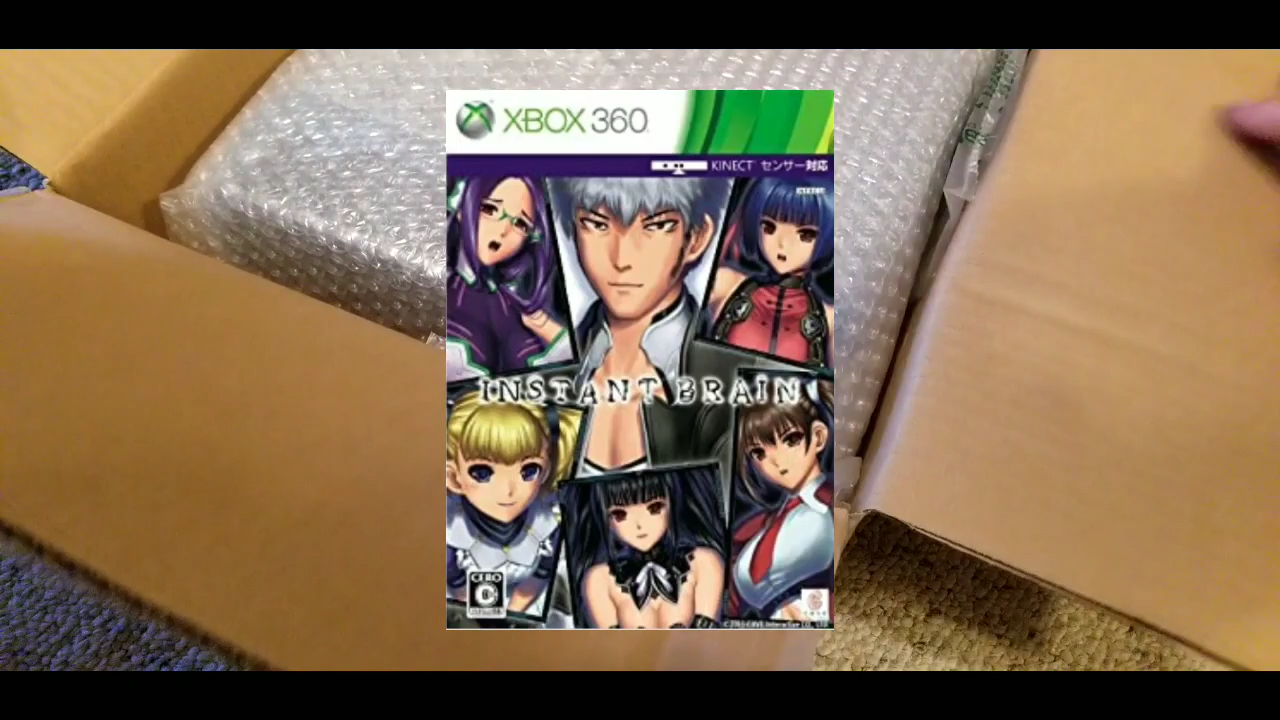 XBOX 360
KINECT センサー対応
INSTANT BRAIN
CERO
C